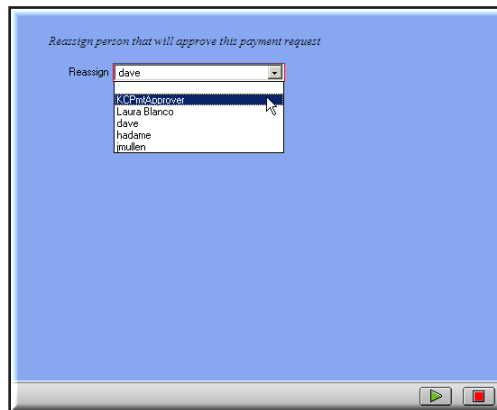 Reassign person that will approve this payment request
Reassign dave
KCPmtApprover
Laura Blanco
dave
hadame
jmullen